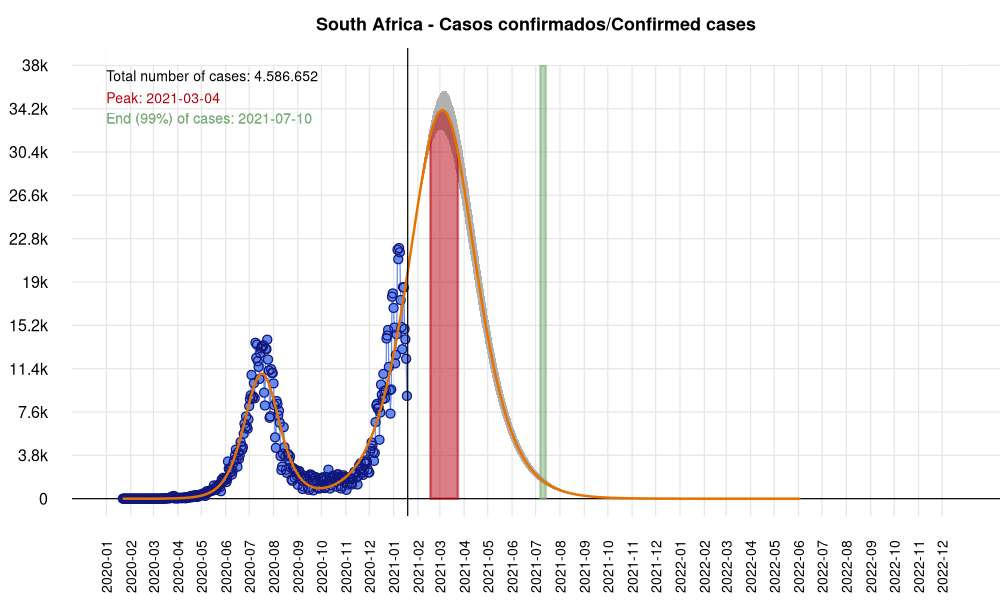 South Africa - Casos confirmados/Confirmed cases
Total number of cases: 4.586.652
Peak: 2021-03-04
End (99%) of cases: 2021-07-10
38k
34.2k
30.4k
26.6k
22.8k
19k
15.2k
11.4k
7.6k
3.8k
0
2020-01
2020-02
2020-03
2020-04
2020-05
2020-06
2020-07
2020-08
2020-09
2020-10
2020-11
2020-12
2021-01
2021-03
2021-04
2021-05
2021-06
2021-07
2021-08
2021-09
2021-10
2021-11
2021-12
2022-01
2022-02
2022-03
2022-04
2022-05
2022-06
2022-07
2022-08
2022-09
2022-10
2022-11
2022-12